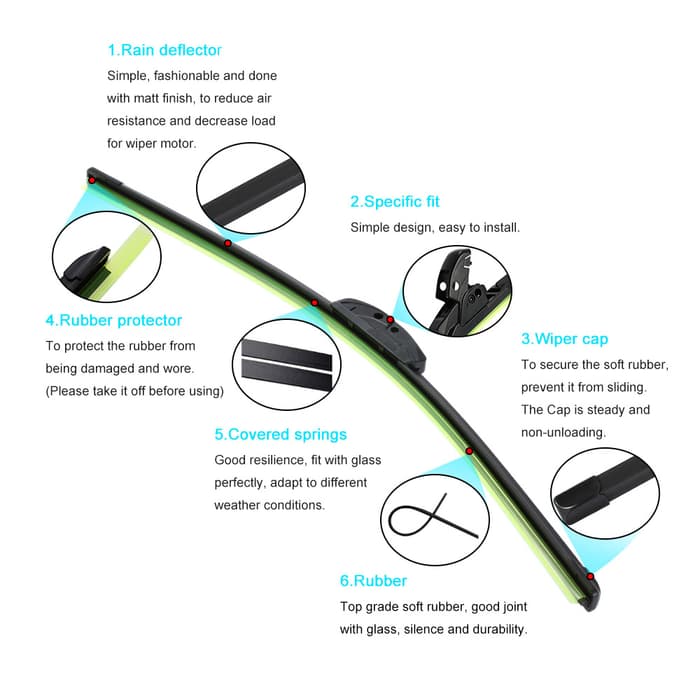 1.Rain deflector
Simple, fashionable and done
with matt finish, to reduce air
resistance and decrease load
for wiper motor.
2.Specific fit
Simple design, easy to install.
3.Wiper cap
To secure the soft rubber,
prevent it from sliding.
The Cap is steady and
non-unloading.
4.Rubber protector
To protect the rubber from
being damaged and wore.
(Please take it off before using)
5.Covered springs
Good resilience, fit with glass
perfectly, adapt to different
weather conditions.
6.Rubber
Top grade soft rubber, good joint
with glass, silence and durability.